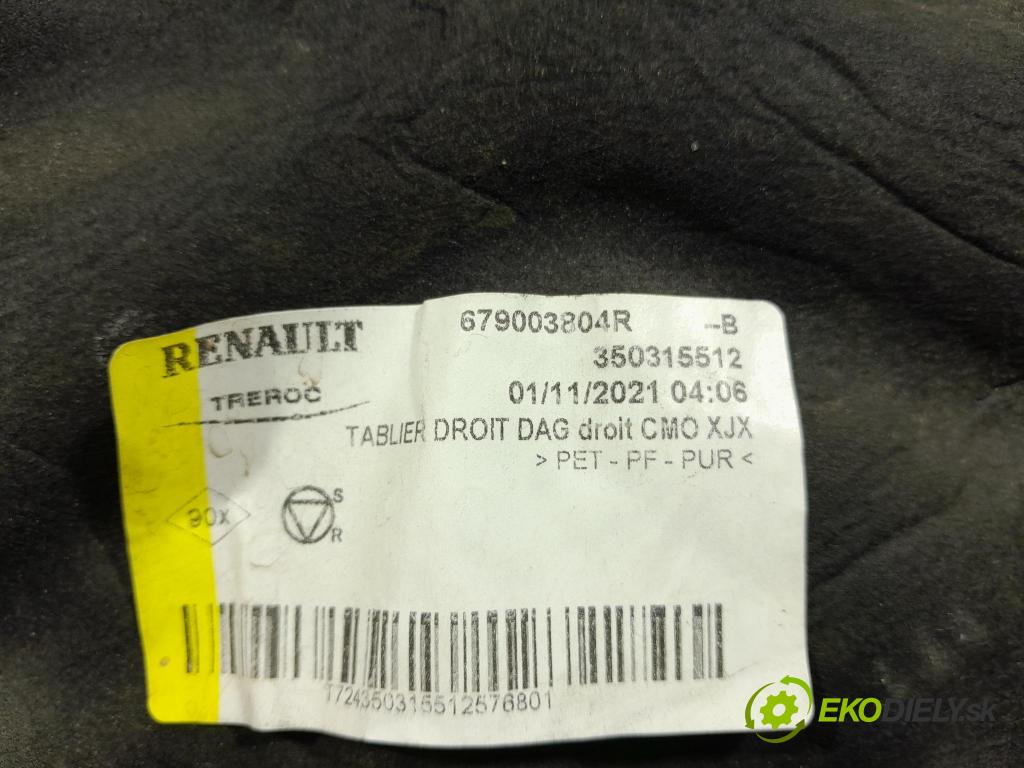 RENAULT
TREROC
679003804R -B
350315512
01/11/2021 04:06
TABLIER DROIT DAG droit CMO XJX
> PET - PF - PUR <
90x
S
R
T724350315512576801
EKODIELY.sk